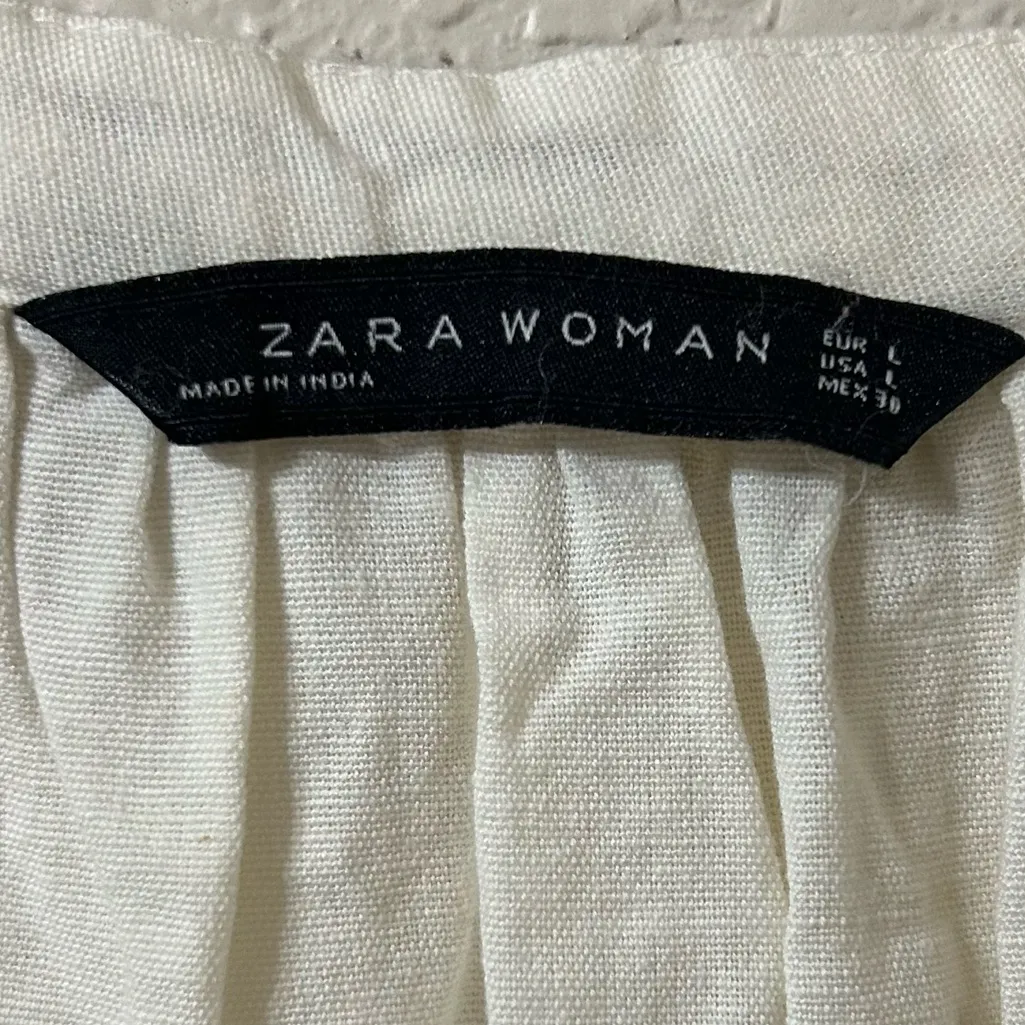 ZARA WOMAN
MADE IN INDIA
EUR L
USA L
MEX 30